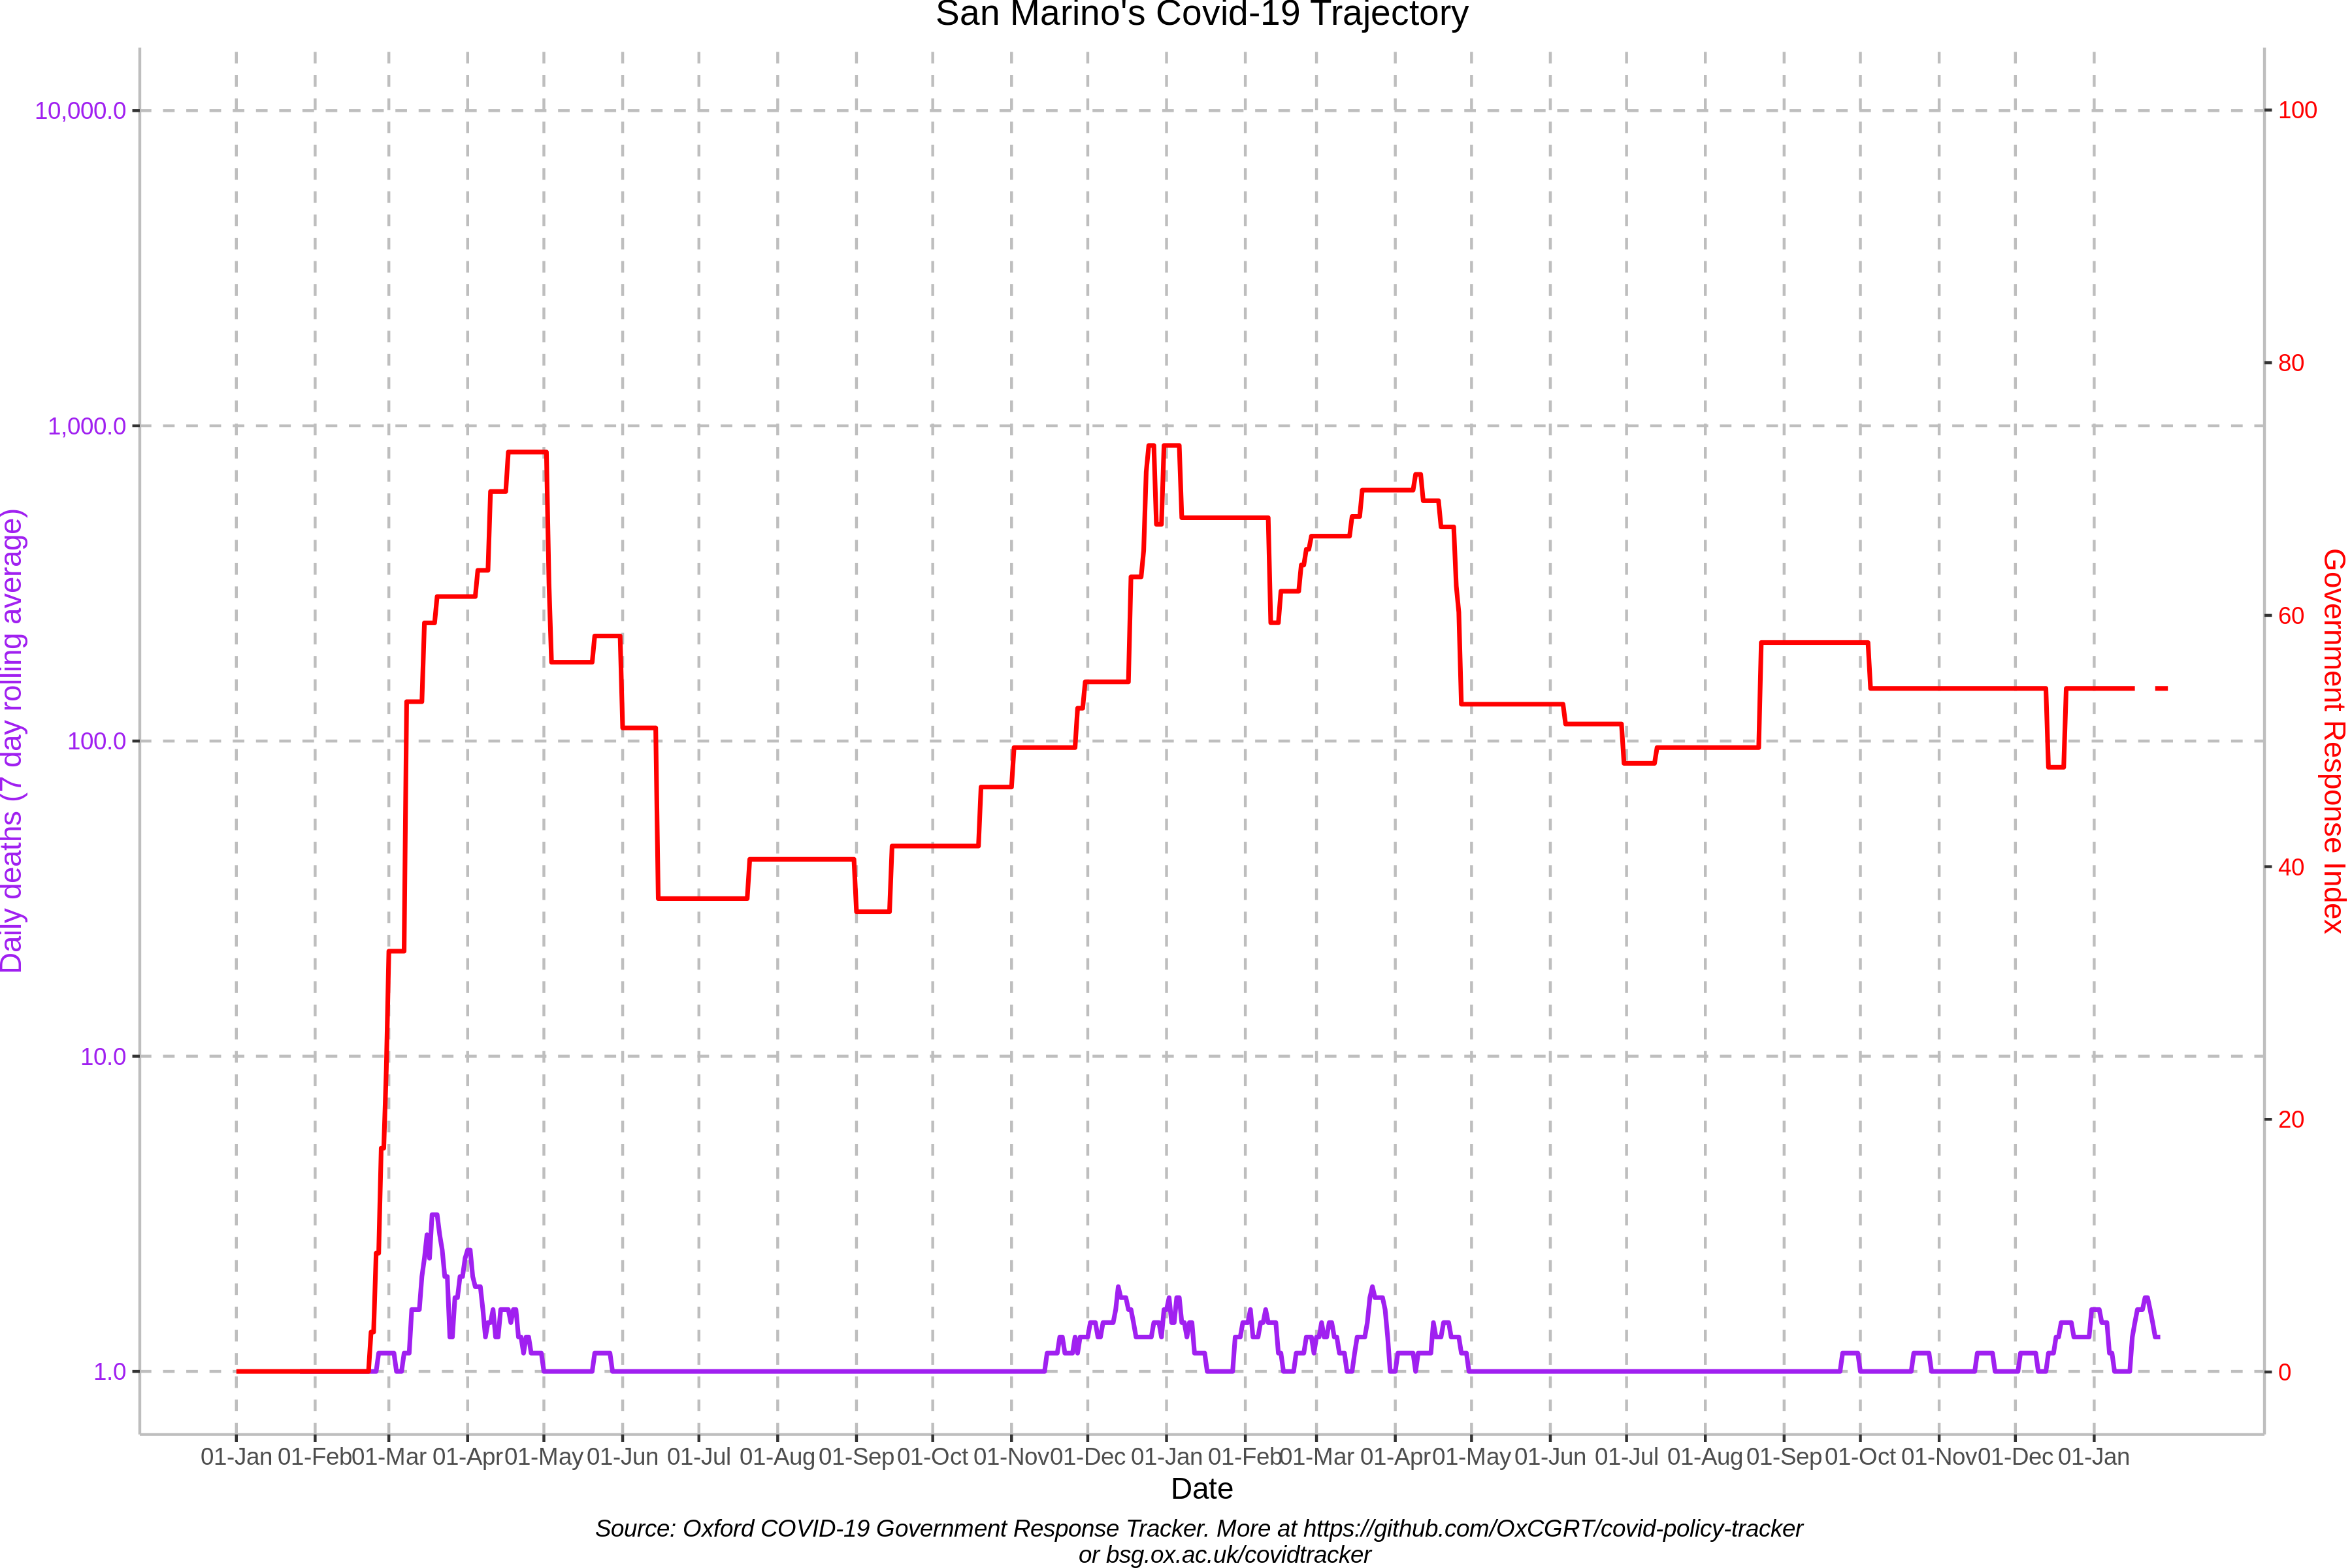 San Marino's Covid-19 Trajectory
10,000.0
1,000.0
100.0
10.0
1.0
Daily deaths (7 day rolling average)
100
80
60
40
20
0
Government Response Index
01-Jan 01-Feb 01-Mar 01-Apr 01-May 01-Jun 01-Jul 01-Aug 01-Sep 01-Oct 01-Nov 01-Dec 01-Jan 01-Feb 01-Mar 01-Apr 01-May 01-Jun 01-Jul 01-Aug 01-Sep 01-Oct 01-Nov 01-Dec 01-Jan
Date
Source: Oxford COVID-19 Government Response Tracker. More at https://github.com/OxCGRT/covid-policy-tracker
or bsg.ox.ac.uk/covidtracker